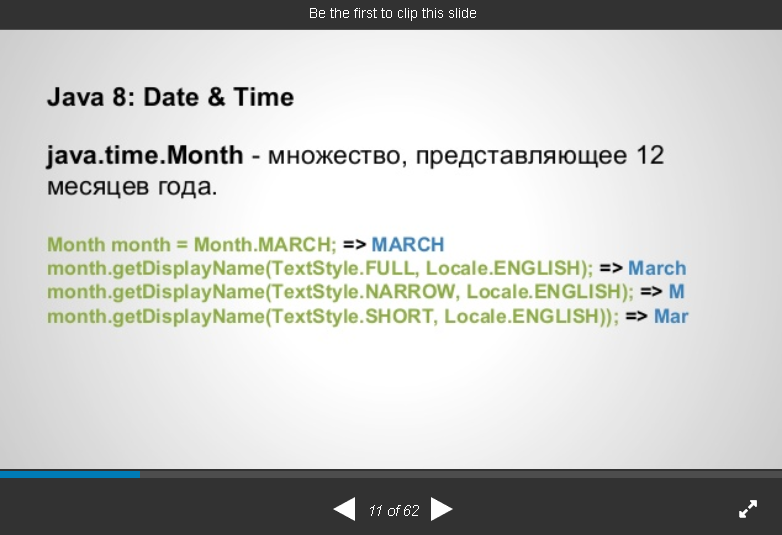 Be the first to clip this slide
Java 8: Date & Time
java.time.Month - множество, представляющее 12
месяцев года.
Month month = Month.MARCH; => MARCH
month.getDisplayName(TextStyle.FULL, Locale.ENGLISH); => March
month.getDisplayName(TextStyle.NARROW, Locale.ENGLISH); => M
month.getDisplayName(TextStyle.SHORT, Locale.ENGLISH)); => Mar
11 of 62